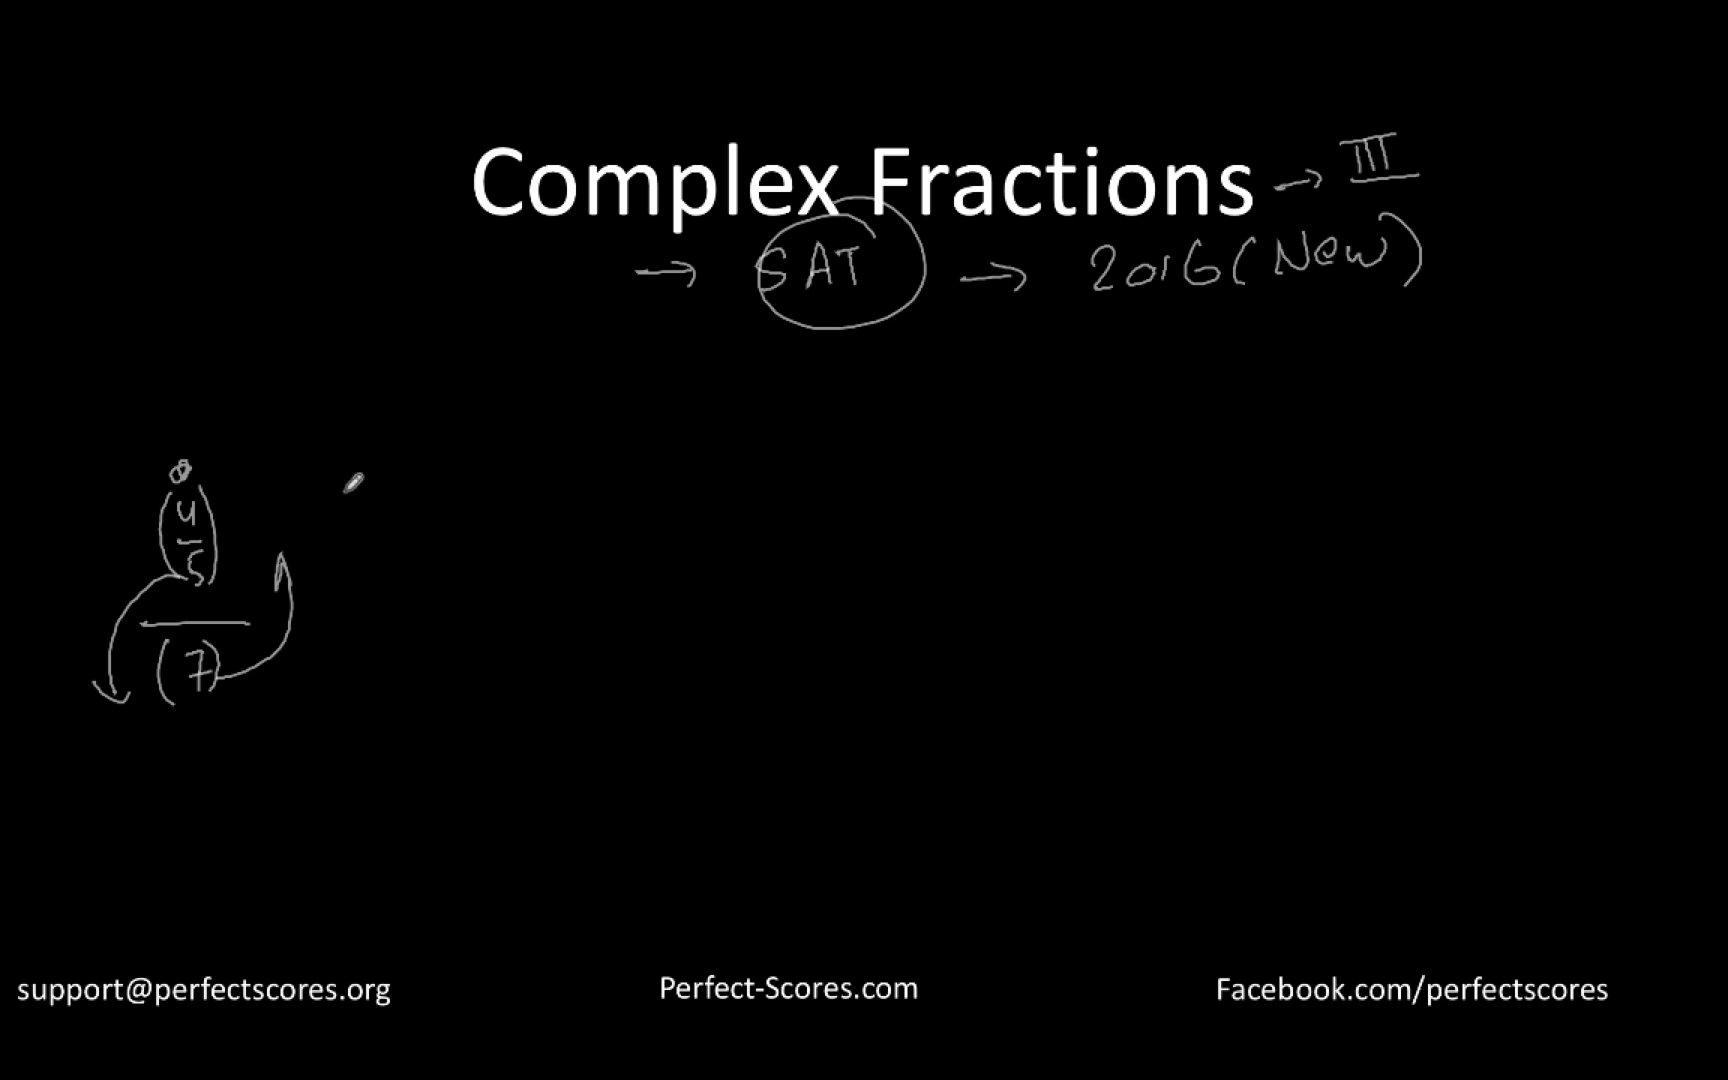 Complex Fractions → III
→ SAT → 2016 (New)
(4
5)
(7)
support@perfectscores.org
Perfect-Scores.com
Facebook.com/perfectscores